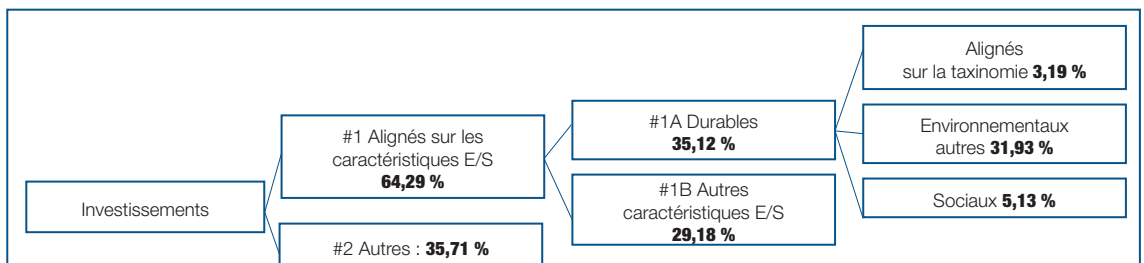 Investissements
#1 Alignés sur les
caractéristiques E/S
64,29 %
#2 Autres : 35,71 %
#1A Durables
35,12 %
#1B Autres
caractéristiques E/S
29,18 %
Alignés
sur la taxinomie 3,19 %
Environnementaux
autres 31,93 %
Sociaux 5,13 %